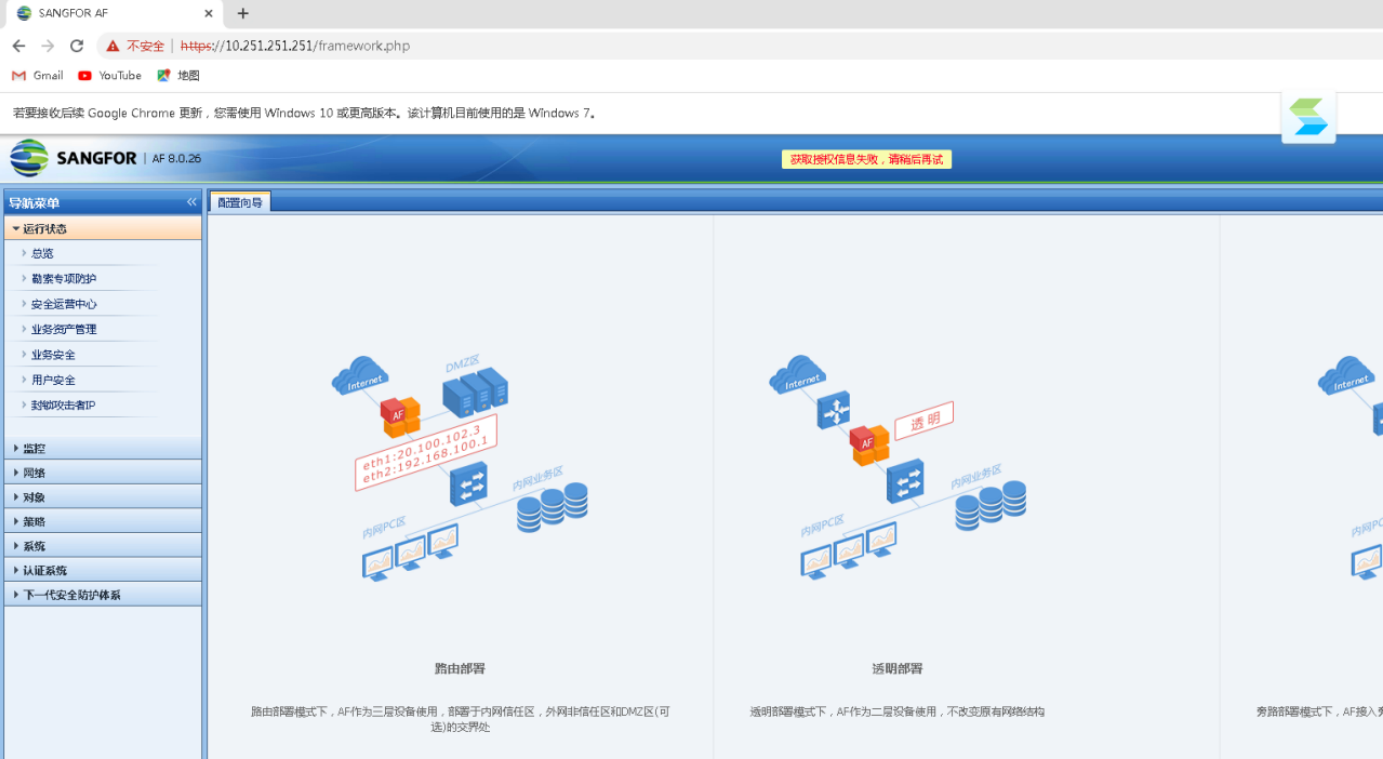 SANGFOR AF
不安全 | https://10.251.251.251/framework.php
Gmail YouTube 地图
若要接收后续 Google Chrome 更新，您需使用 Windows 10 或更高版本。该计算机目前使用的是 Windows 7。
SANGFOR | AF 8.0.26
获取授权信息失败，请稍后再试
导航菜单
配置向导
运行状态
总览
勒索专项防护
安全运营中心
业务资产管理
业务安全
用户安全
封锁攻击者IP
监控
网络
对象
策略
系统
认证系统
下一代安全防护体系
Internet
DMZ区
AF
eth1:20.100.102.3
eth2:192.168.100.1
内网业务区
内网PC区
路由部署
路由部署模式下，AF作为三层设备使用，部署于内网信任区，外网非信任区和DMZ区(可
选)的交界处
Internet
AF
透明
内网业务区
内网PC区
透明部署
透明部署模式下，AF作为二层设备使用，不改变原有网络结构
Internet
内网PC
旁路部署模式下，AF接入